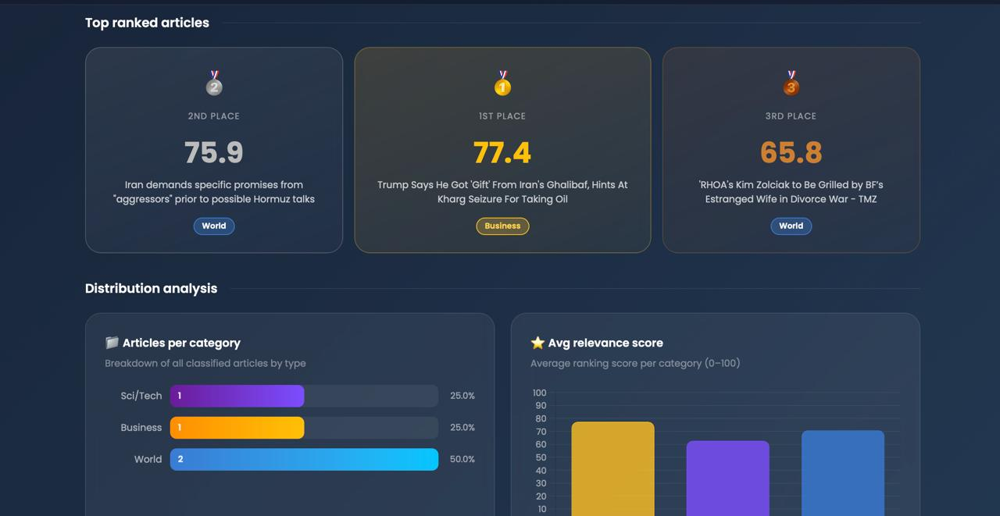 Top ranked articles
2
2ND PLACE
75.9
Iran demands specific promises from
"aggressors" prior to possible Hormuz talks
World
1
1ST PLACE
77.4
Trump Says He Got 'Gift' From Iran's Ghalibaf, Hints At
Kharg Seizure For Taking Oil
Business
3
3RD PLACE
65.8
'RHOA's Kim Zolciak to Be Grilled by BF’s
Estranged Wife in Divorce War - TMZ
World
Distribution analysis
Articles per category
Breakdown of all classified articles by type
Sci/Tech 1 25.0%
Business 1 25.0%
World 2 50.0%
Avg relevance score
Average ranking score per category (0–100)
100
90
80
70
60
50
40
30
20
10